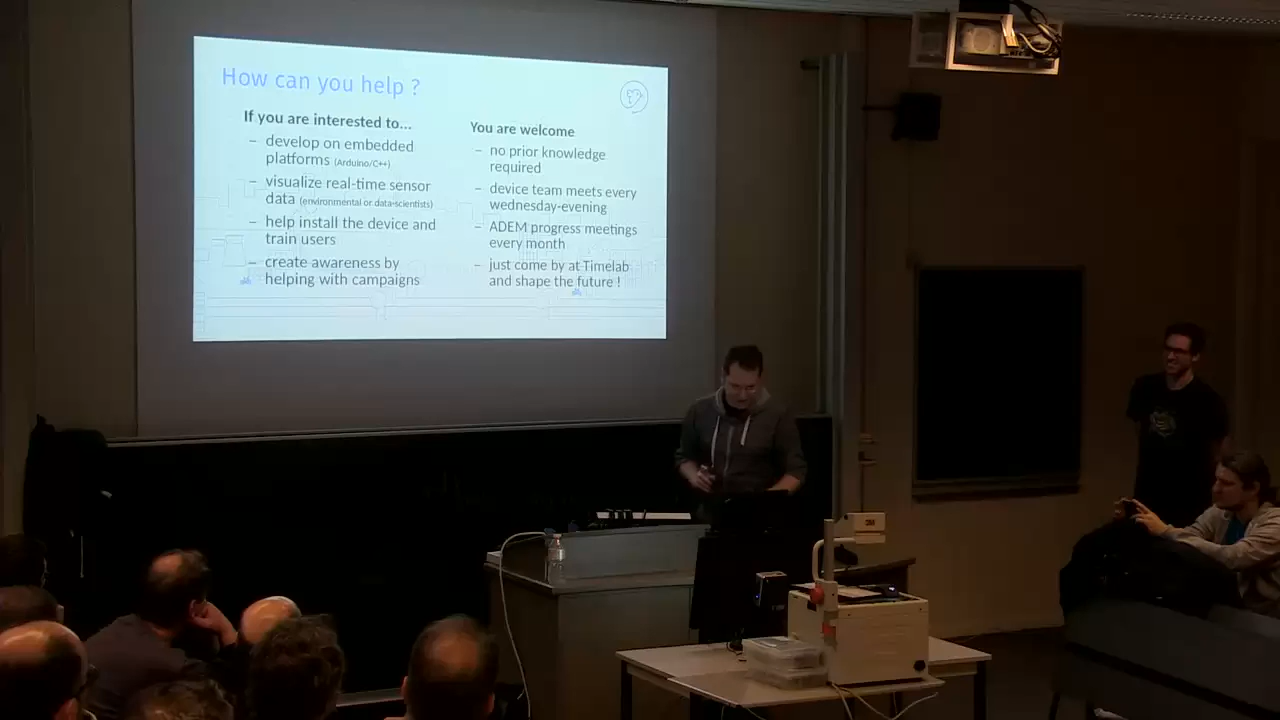 How can you help ?
If you are interested to...
– develop on embedded
platforms (Arduino/C++)
– visualize real-time sensor
data (environmental or data-scientists)
– help install the device and
train users
– create awareness by
helping with campaigns
You are welcome
– no prior knowledge
required
– device team meets every
wednesday-evening
– ADEM progress meetings
every month
– just come by at Timelab
and shape the future !
3M